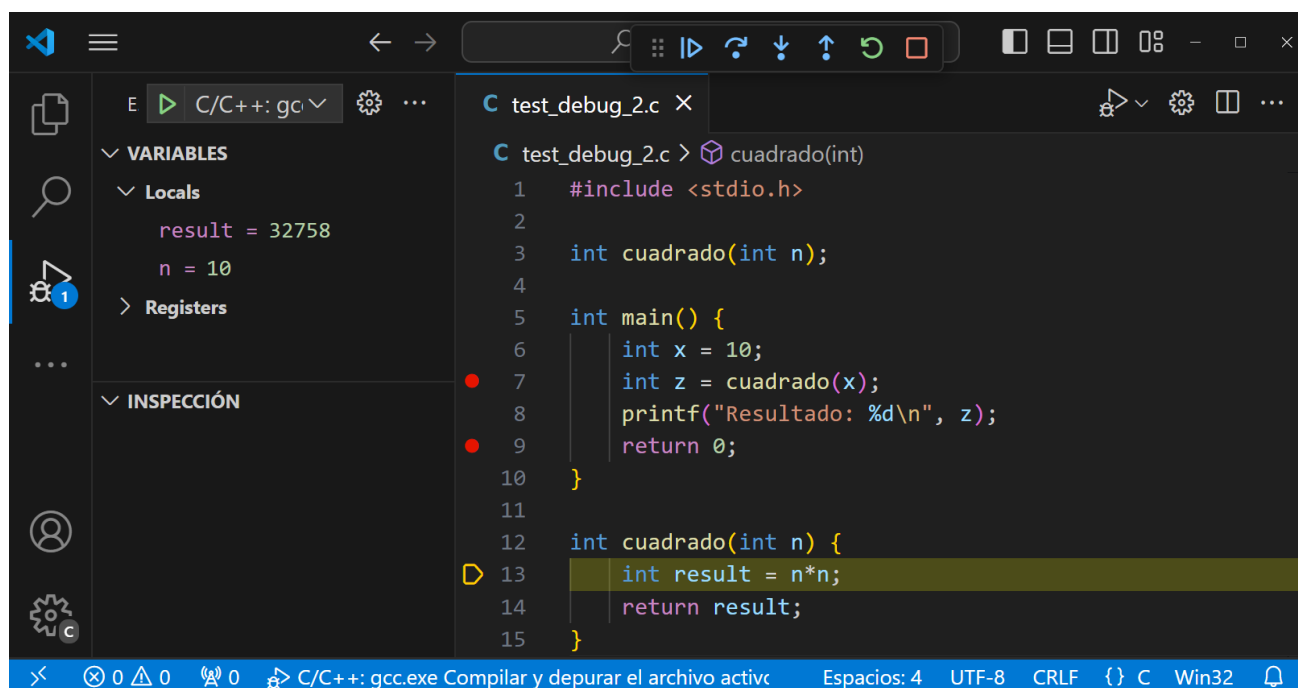 E C/C++: gc
VARIABLES
Locals
result = 32758
n = 10
Registers
INSPECCIÓN
1
C
C test_debug_2.c
C test_debug_2.c > cuadrado(int)
1 #include <stdio.h>
2
3 int cuadrado(int n);
4
5 int main() {
6 int x = 10;
7 int z = cuadrado(x);
8 printf("Resultado: %d\n", z);
9 return 0;
10 }
11
12 int cuadrado(int n) {
13 int result = n*n;
14 return result;
15 }
0 0 0 C/C++: gcc.exe Compilar y depurar el archivo activo Espacios: 4 UTF-8 CRLF {} C Win32